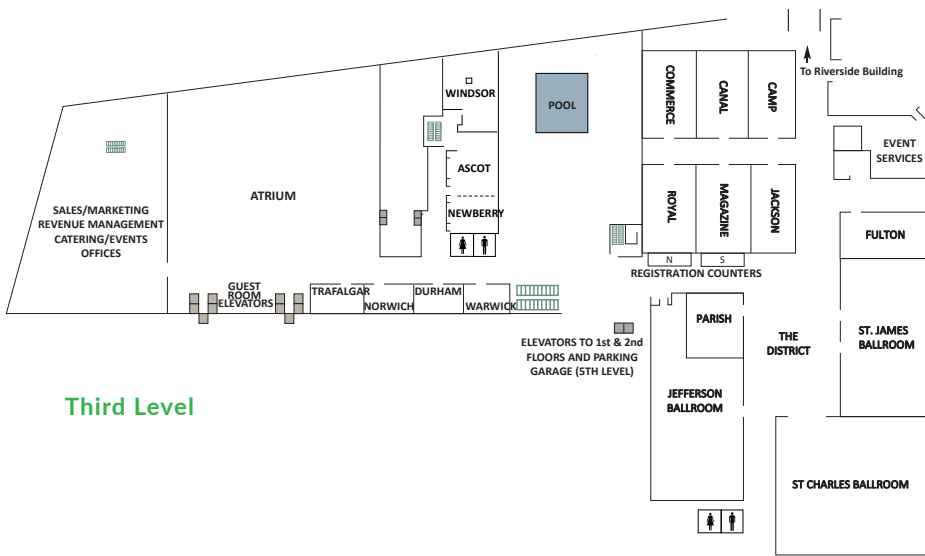 To Riverside Building
WINDSOR
POOL
COMMERCE
CANAL
CAMP
EVENT
SERVICES
ASCOT
ATRIUM
SALES/MARKETING
REVENUE MANAGEMENT
CATERING/EVENTS
OFFICES
NEWBERRY
ROYAL
MAGAZINE
JACKSON
FULTON
N
S
REGISTRATION COUNTERS
GUEST
ROOM
ELEVATORS
TRAFALGAR
NORWICH
DURHAM
WARWICK
PARISH
THE
DISTRICT
ST. JAMES
BALLROOM
ELEVATORS TO 1st & 2nd
FLOORS AND PARKING
GARAGE (5TH LEVEL)
JEFFERSON
BALLROOM
Third Level
ST CHARLES BALLROOM